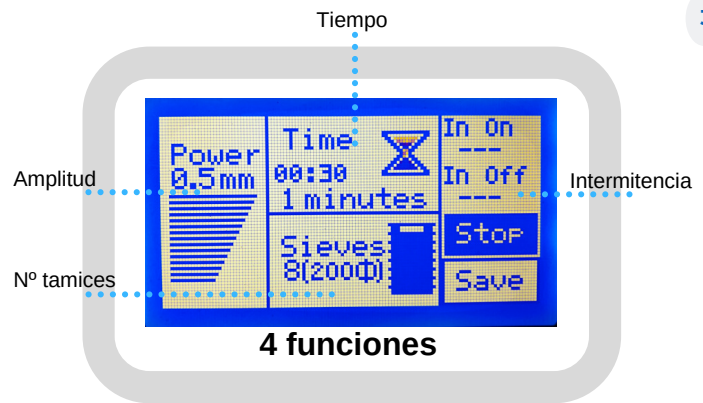 Tiempo
Amplitud
Nº tamices
Intermitencia
Power
0.5mm
Time
00:30
1 minutes
Sieves
8(200Ф)
In On
---
In Off
---
Stop
Save
4 funciones